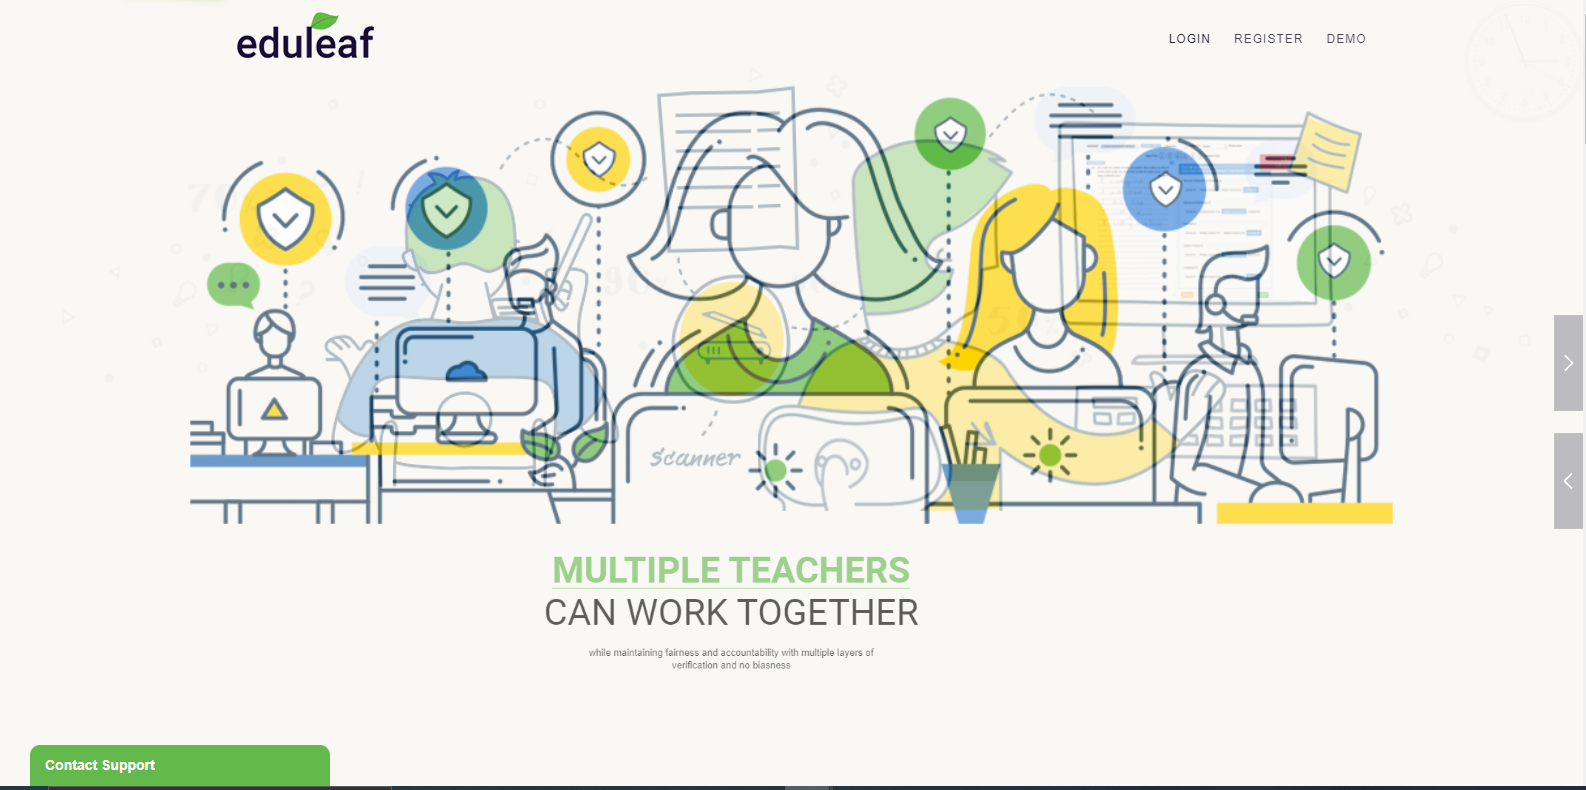 eduleaf
LOGIN REGISTER DEMO
scanner
MULTIPLE TEACHERS
CAN WORK TOGETHER
while maintaining fairness and accountability with multiple layers of
verification and no biasness
Contact Support